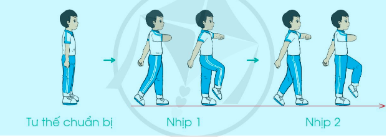 Tư thế chuẩn bị
Nhịp 1
Nhịp 2